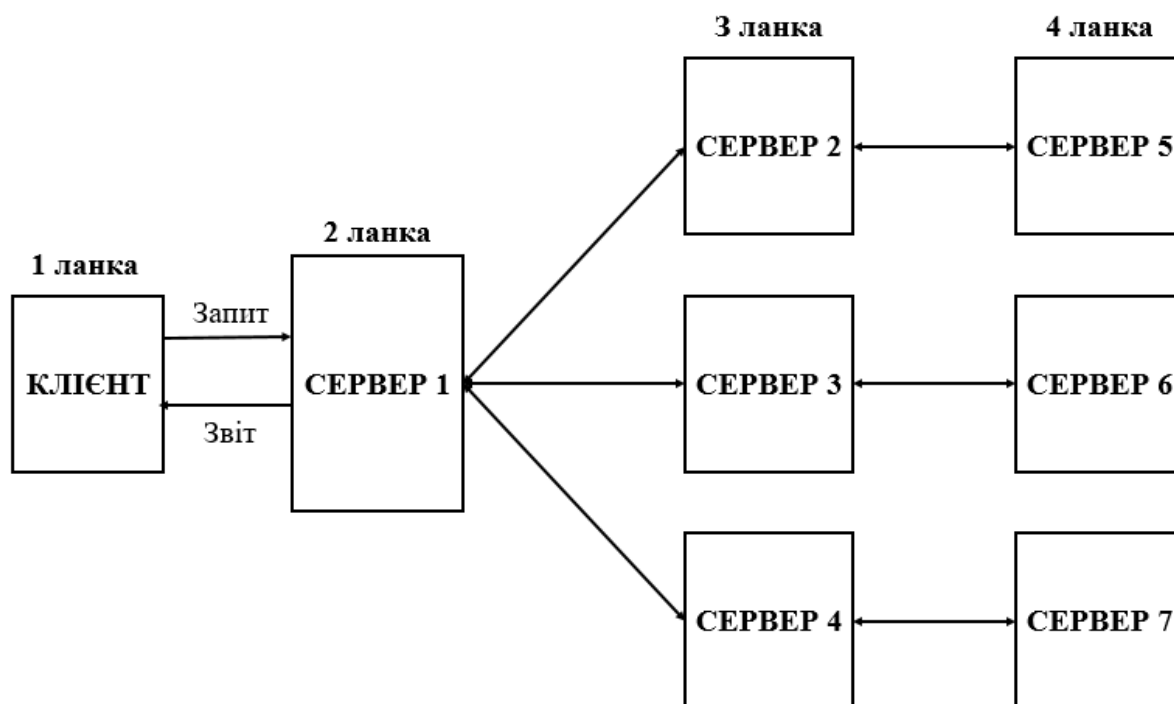 3 ланка
4 ланка
СЕРВЕР 2
СЕРВЕР 5
2 ланка
1 ланка
Запит
КЛІЄНТ
СЕРВЕР 1
СЕРВЕР 3
СЕРВЕР 6
Звіт
СЕРВЕР 4
СЕРВЕР 7